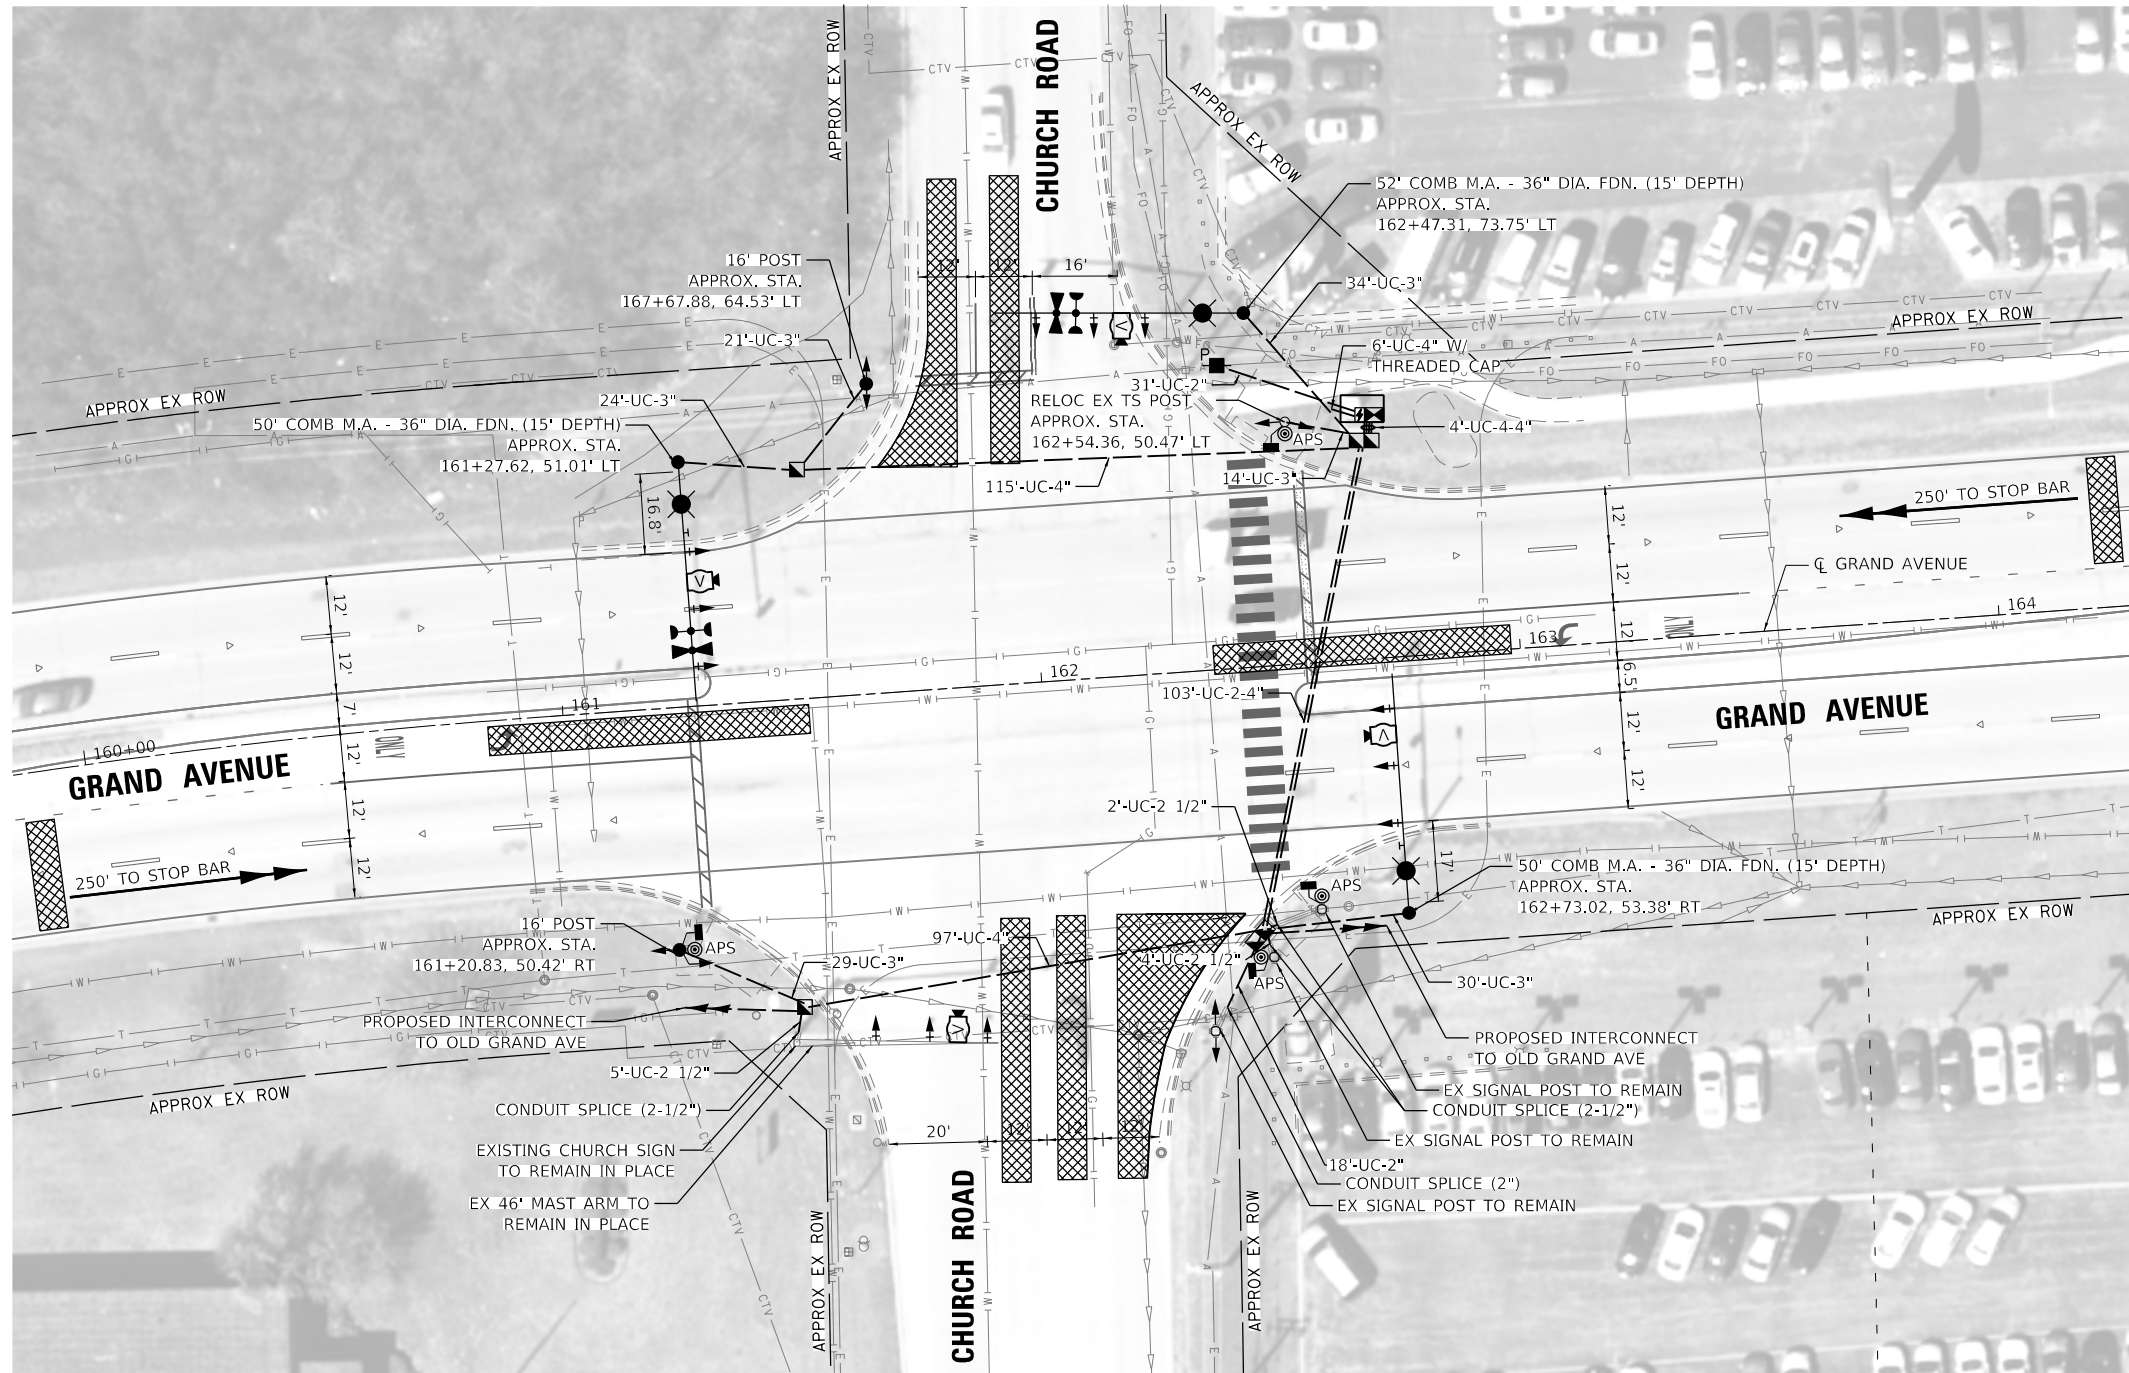 APPROX EX ROW
CHURCH ROAD
APPROX EX ROW
52' COMB M.A. - 36" DIA. FDN. (15' DEPTH)
APPROX. STA.
162+47.31, 73.75' LT
16' POST
APPROX. STA.
167+67.88, 64.53' LT
16'
34'-UC-3"
21'-UC-3"
APPROX EX ROW
6'-UC-4" W/
THREADED CAP
P
31'-UC-2"
APPROX EX ROW
24'-UC-3"
RELOC EX TS POST
APPROX. STA.
162+54.36, 50.47' LT
APS
4'-UC-4-4"
50' COMB M.A. - 36" DIA. FDN. (15' DEPTH)
APPROX. STA.
161+27.62, 51.01' LT
115'-UC-4"
14'-UC-3"
16.8'
250' TO STOP BAR
12'
℄ GRAND AVENUE
V
12'
12'
164
12'
12'
163
ONLY
162
6.5'
7'
161
103'-UC-2-4"
12'
GRAND AVENUE
ONLY
160+00
12'
GRAND AVENUE
V
12'
12'
2'-UC-2 1/2"
12'
17'
250' TO STOP BAR
50' COMB M.A. - 36" DIA. FDN. (15' DEPTH)
APPROX. STA.
162+73.02, 53.38' RT
APS
16' POST
APPROX. STA.
161+20.83, 50.42' RT
APS
97'-UC-4"
APPROX EX ROW
29-UC-3"
4'-UC-2 1/2"
APS
30'-UC-3"
PROPOSED INTERCONNECT
TO OLD GRAND AVE
V
PROPOSED INTERCONNECT
TO OLD GRAND AVE
5'-UC-2 1/2"
EX SIGNAL POST TO REMAIN
APPROX EX ROW
CONDUIT SPLICE (2-1/2")
CONDUIT SPLICE (2-1/2")
20'
EX SIGNAL POST TO REMAIN
EXISTING CHURCH SIGN
TO REMAIN IN PLACE
18'-UC-2"
CONDUIT SPLICE (2")
EX 46' MAST ARM TO
REMAIN IN PLACE
EX SIGNAL POST TO REMAIN
APPROX EX ROW
CHURCH ROAD
APPROX EX ROW